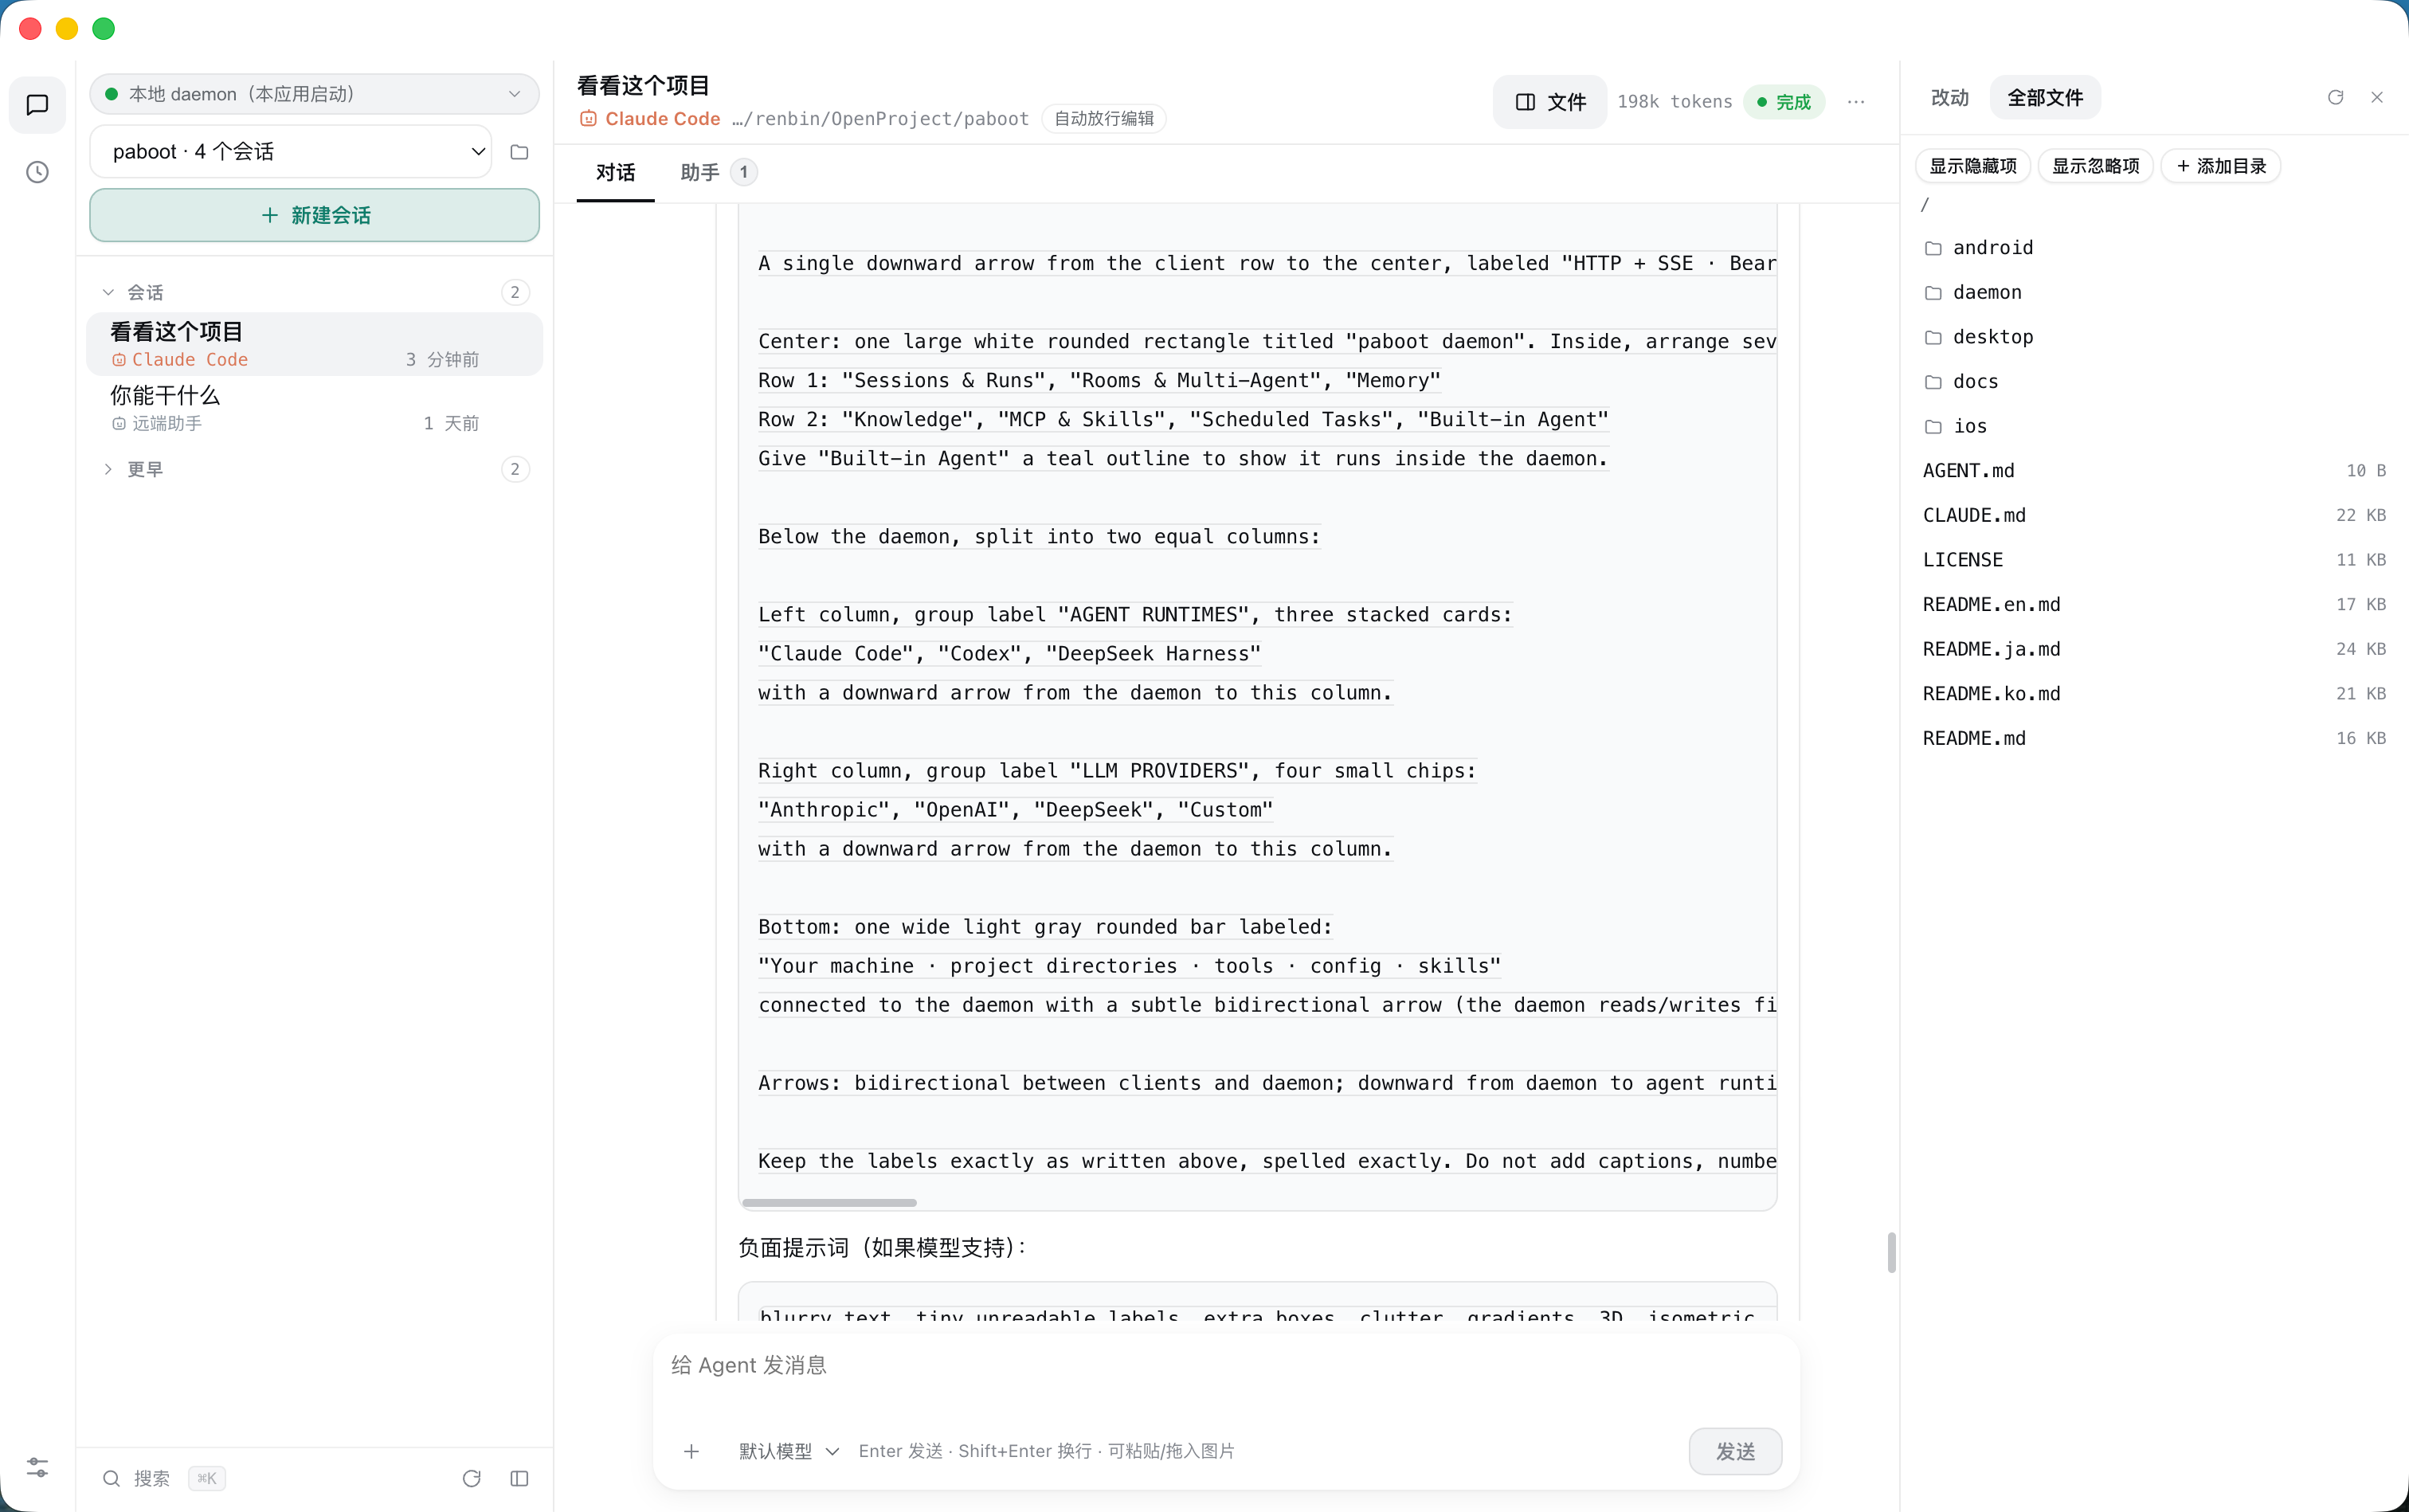 本地 daemon（本应用启动）
paboot · 4 个会话
+ 新建会话
会话 2
看看这个项目
Claude Code 3 分钟前
你能干什么
远端助手 1 天前
更早 2
搜索 ⌘K
看看这个项目
Claude Code …/renbin/OpenProject/paboot 自动放行编辑
文件 198k tokens 完成 ···
对话 助手 1
A single downward arrow from the client row to the center, labeled "HTTP + SSE · Bear
Center: one large white rounded rectangle titled "paboot daemon". Inside, arrange sev
Row 1: "Sessions & Runs", "Rooms & Multi-Agent", "Memory"
Row 2: "Knowledge", "MCP & Skills", "Scheduled Tasks", "Built-in Agent"
Give "Built-in Agent" a teal outline to show it runs inside the daemon.
Below the daemon, split into two equal columns:
Left column, group label "AGENT RUNTIMES", three stacked cards:
"Claude Code", "Codex", "DeepSeek Harness"
with a downward arrow from the daemon to this column.
Right column, group label "LLM PROVIDERS", four small chips:
"Anthropic", "OpenAI", "DeepSeek", "Custom"
with a downward arrow from the daemon to this column.
Bottom: one wide light gray rounded bar labeled:
"Your machine · project directories · tools · config · skills"
connected to the daemon with a subtle bidirectional arrow (the daemon reads/writes fi
Arrows: bidirectional between clients and daemon; downward from daemon to agent runti
Keep the labels exactly as written above, spelled exactly. Do not add captions, numbe
负面提示词（如果模型支持）：
blurry text, tiny unreadable labels, extra boxes, clutter, gradients, 3D, isometric,
给 Agent 发消息
+ 默认模型 Enter 发送 · Shift+Enter 换行 · 可粘贴/拖入图片
发送
改动 全部文件
显示隐藏项 显示忽略项 + 添加目录
/
android
daemon
desktop
docs
ios
AGENT.md 10 B
CLAUDE.md 22 KB
LICENSE 11 KB
README.en.md 17 KB
README.ja.md 24 KB
README.ko.md 21 KB
README.md 16 KB